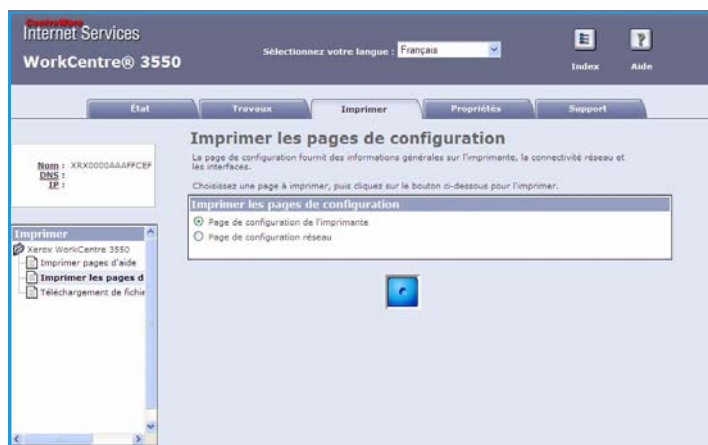 CentreWare
Internet Services
WorkCentre® 3550
Sélectionnez votre langue : Français
Index
Aide
État
Travaux
Imprimer
Propriétés
Support
Nom : XRX0000AAAFFCBF
DNS :
IP :
Imprimer
Xerox WorkCentre 3550
Imprimer pages d'aide
Imprimer les pages d
Téléchargement de fichie
Imprimer les pages de configuration
La page de configuration fournit des informations générales sur l'imprimante, la connectivité réseau et
les interfaces.
Choisissez une page à imprimer, puis cliquez sur le bouton ci-dessous pour l'imprimer.
Imprimer les pages de configuration
Page de configuration de l'imprimante
Page de configuration réseau